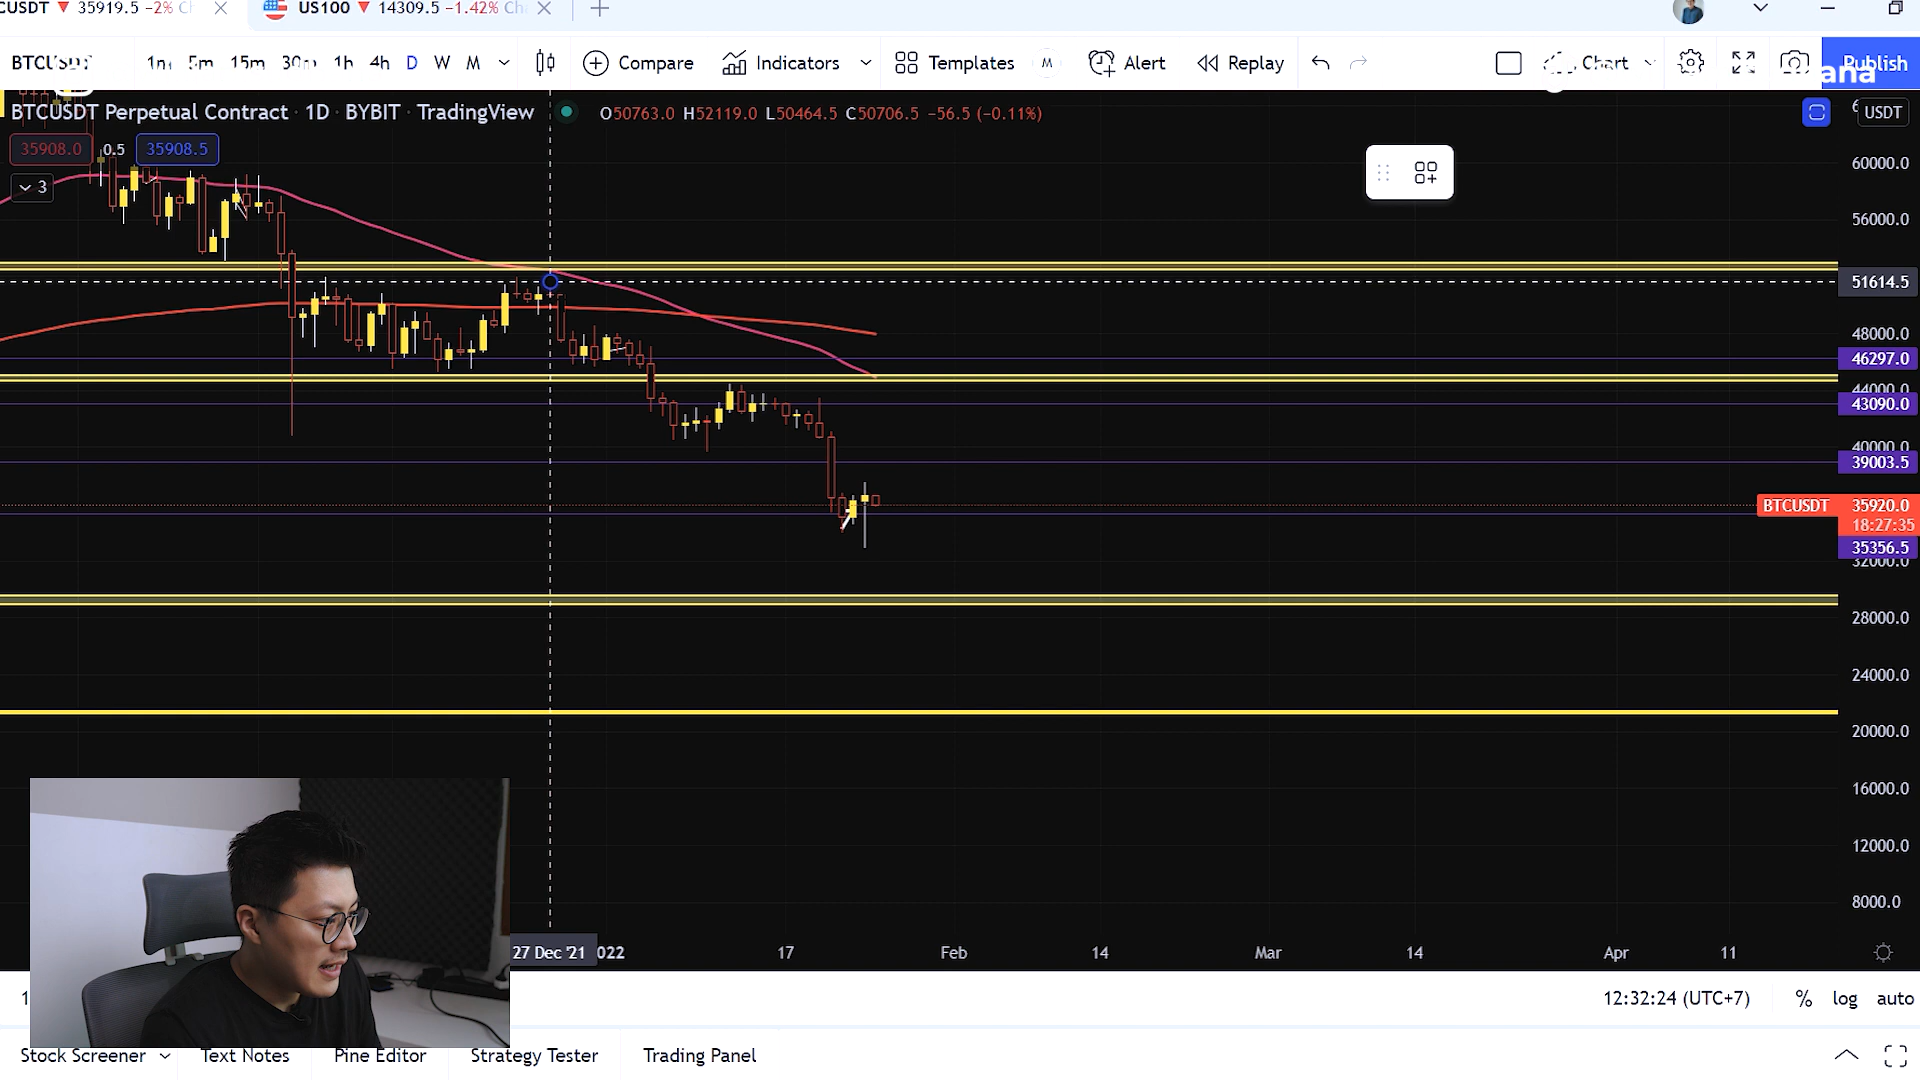 CUSDT 35919.5 −2%
US100 14309.5 −1.42% Ch
BTCUSDT 1m 5m 15m 30m 1h 4h D W M Compare Indicators Templates M Alert Replay Chart Publish
ana
BTCUSDT Perpetual Contract · 1D · BYBIT · TradingView O50763.0 H52119.0 L50464.5 C50706.5 −56.5 (−0.11%)
USDT
35908.0 0.5 35908.5
3
60000.0
56000.0
51614.5
48000.0
46297.0
44000.0
43090.0
40000.0
39003.5
BTCUSDT 35920.0
18:27:35
35356.5
32000.0
28000.0
24000.0
20000.0
16000.0
12000.0
8000.0
27 Dec '21 022 17 Feb 14 Mar 14 Apr 11
12:32:24 (UTC+7) % log auto
Stock Screener Text Notes Pine Editor Strategy Tester Trading Panel